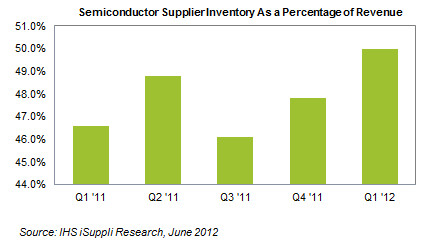 Semiconductor Supplier Inventory As a Percentage of Revenue
51.0%
50.0%
49.0%
48.0%
47.0%
46.0%
45.0%
44.0%
Q1 '11 Q2 '11 Q3 '11 Q4 '11 Q1 '12
Source: IHS iSuppli Research, June 2012